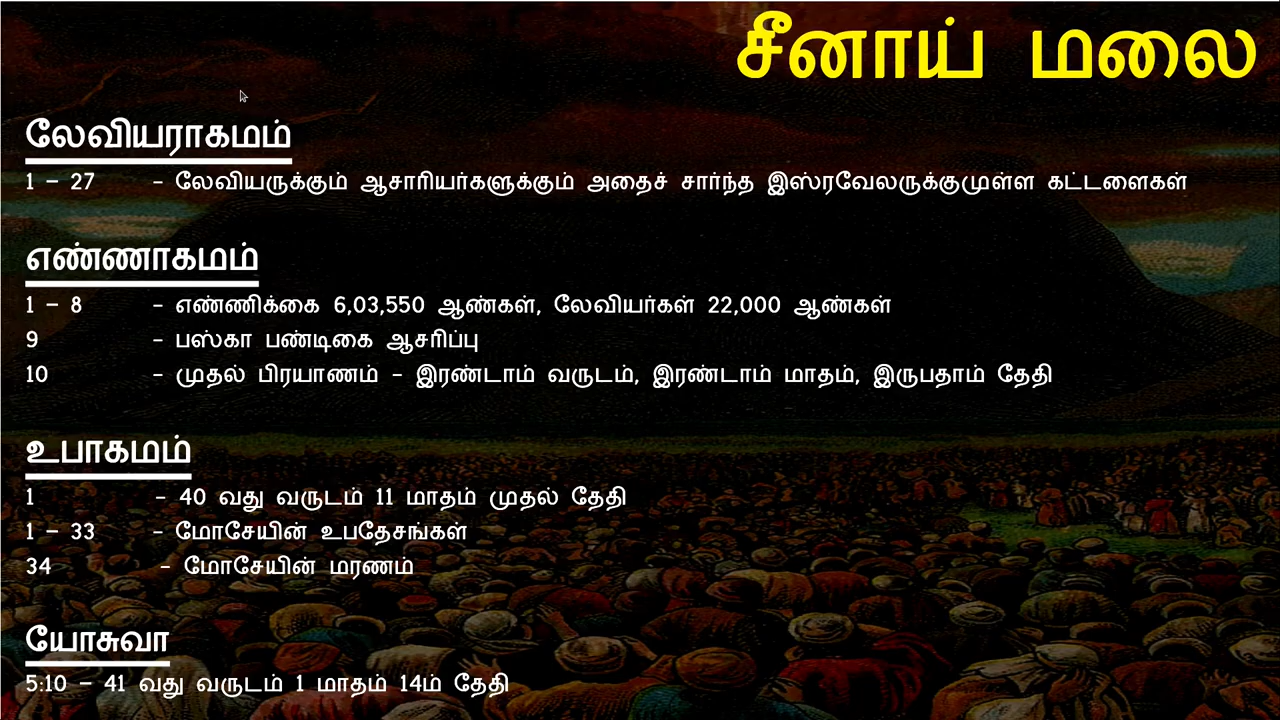 சீனாய் மலை
லேவியராகமம்
1 – 27 – லேவியருக்கும் ஆசாரியர்களுக்கும் அதைச் சார்ந்த இஸ்ரவேலருக்குமுள்ள கட்டளைகள்
எண்ணாகமம்
1 – 8 – எண்ணிக்கை 6,03,550 ஆண்கள், லேவியர்கள் 22,000 ஆண்கள்
9 – பஸ்கா பண்டிகை ஆசரிப்பு
10 – முதல் பிரயாணம் – இரண்டாம் வருடம், இரண்டாம் மாதம், இருபதாம் தேதி
உபாகமம்
1 – 40 வது வருடம் 11 மாதம் முதல் தேதி
1 – 33 – மோசேயின் உபதேசங்கள்
34 – மோசேயின் மரணம்
யோசுவா
5:10 – 41 வது வருடம் 1 மாதம் 14ம் தேதி